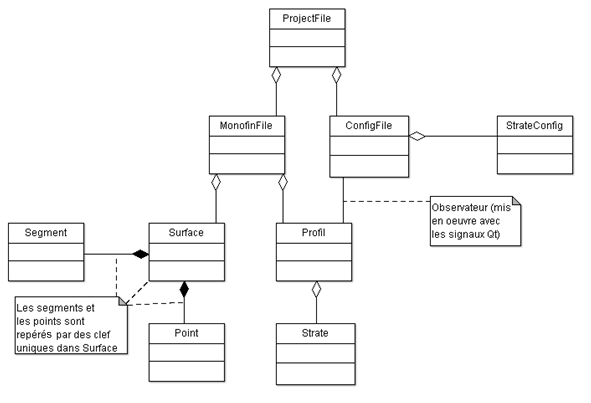 ProjectFile
MonofinFile
ConfigFile
StrateConfig
Observateur (mis
en oeuvre avec
les signaux Qt)
Segment
Surface
Profil
Les segments et
les points sont
repérés par des clef
uniques dans Surface
Point
Strate